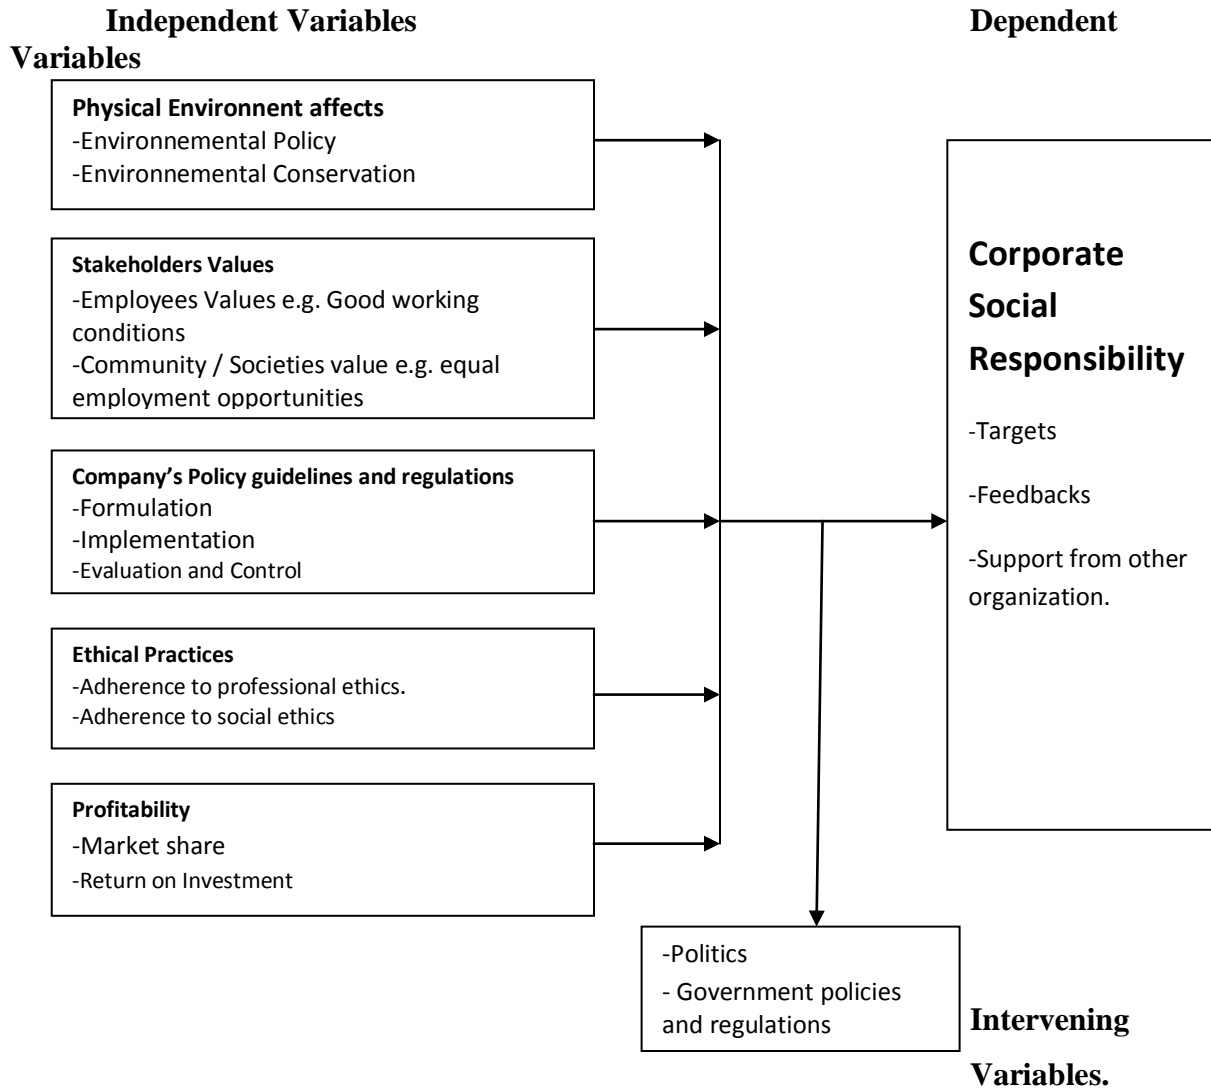 Independent Variables Dependent
Variables
Physical Environnent affects
-Environnemental Policy
-Environnemental Conservation
Stakeholders Values
-Employees Values e.g. Good working
conditions
-Community / Societies value e.g. equal
employment opportunities
Company’s Policy guidelines and regulations
-Formulation
-Implementation
-Evaluation and Control
Ethical Practices
-Adherence to professional ethics.
-Adherence to social ethics
Profitability
-Market share
-Return on Investment
Corporate
Social
Responsibility
-Targets
-Feedbacks
-Support from other
organization.
-Politics
- Government policies
and regulations
Intervening
Variables.